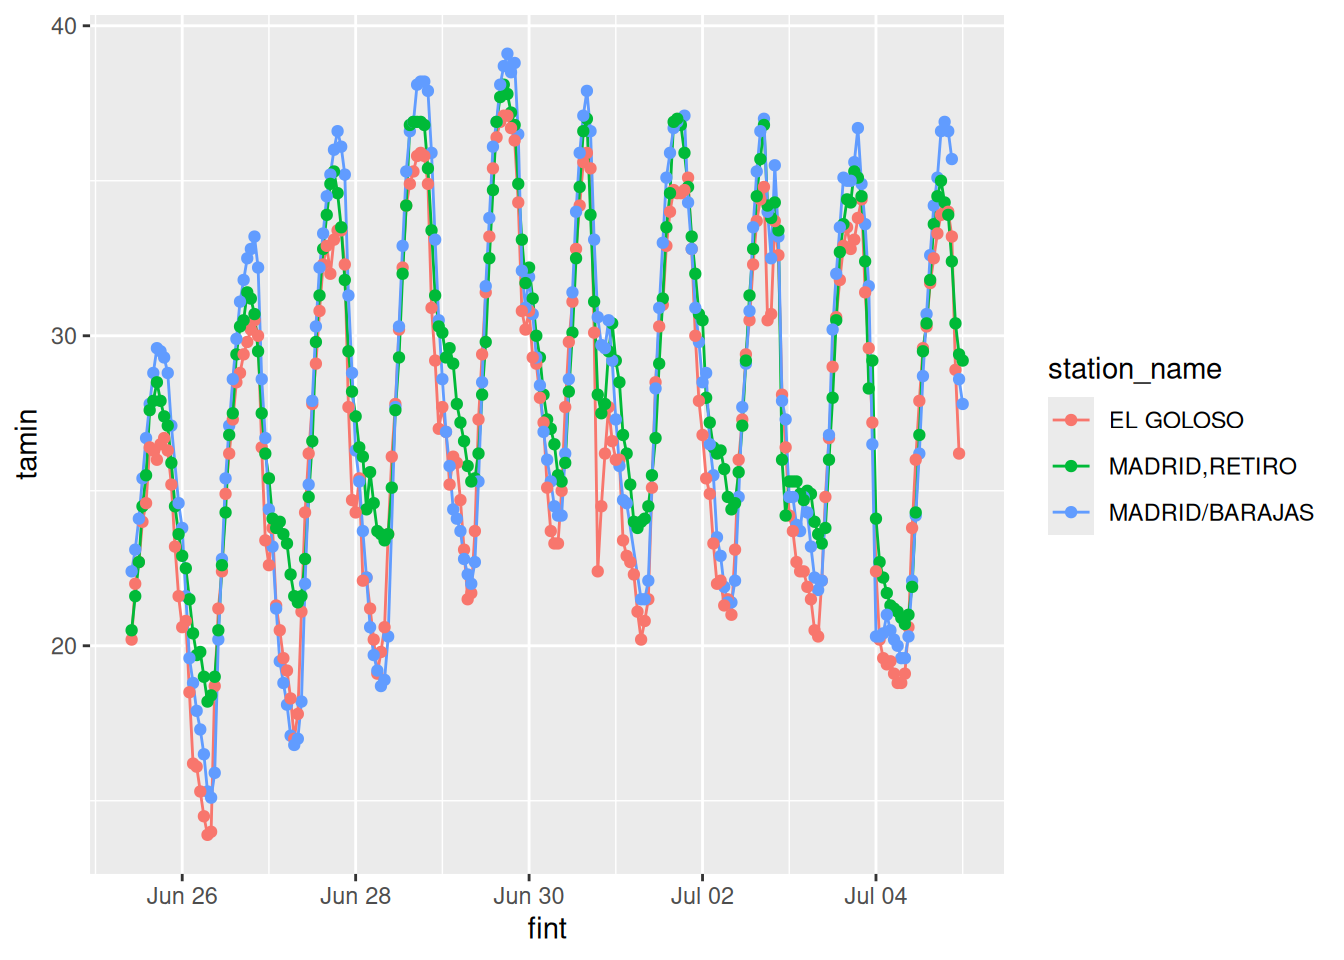 40
30
20
tamin
Jun 26
Jun 28
Jun 30
Jul 02
Jul 04
fint
station_name
EL GOLOSO
MADRID,RETIRO
MADRID/BARAJAS